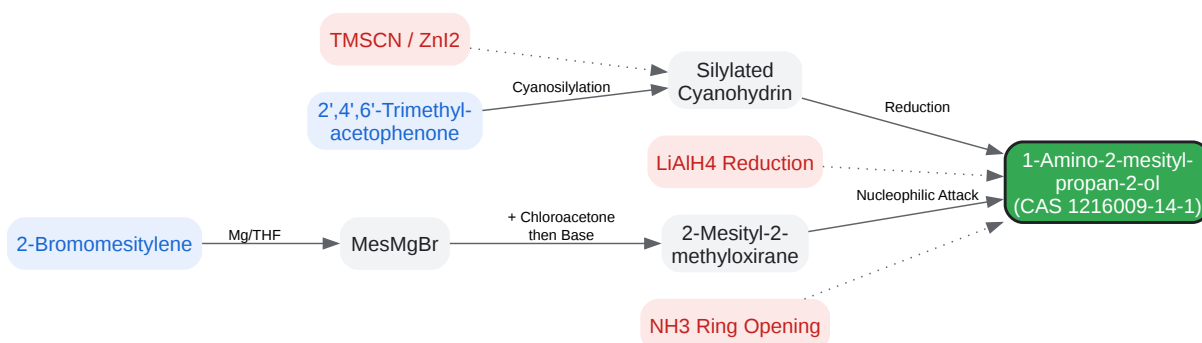 TMSCN / ZnI2
2',4',6'-Trimethyl-
acetophenone
Cyanosilylation
Silylated
Cyanohydrin
Reduction
LiAlH4 Reduction
1-Amino-2-mesityl-
propan-2-ol
(CAS 1216009-14-1)
2-Bromomesitylene
Mg/THF
MesMgBr
+ Chloroacetone
then Base
2-Mesityl-2-
methyloxirane
Nucleophilic Attack
NH3 Ring Opening